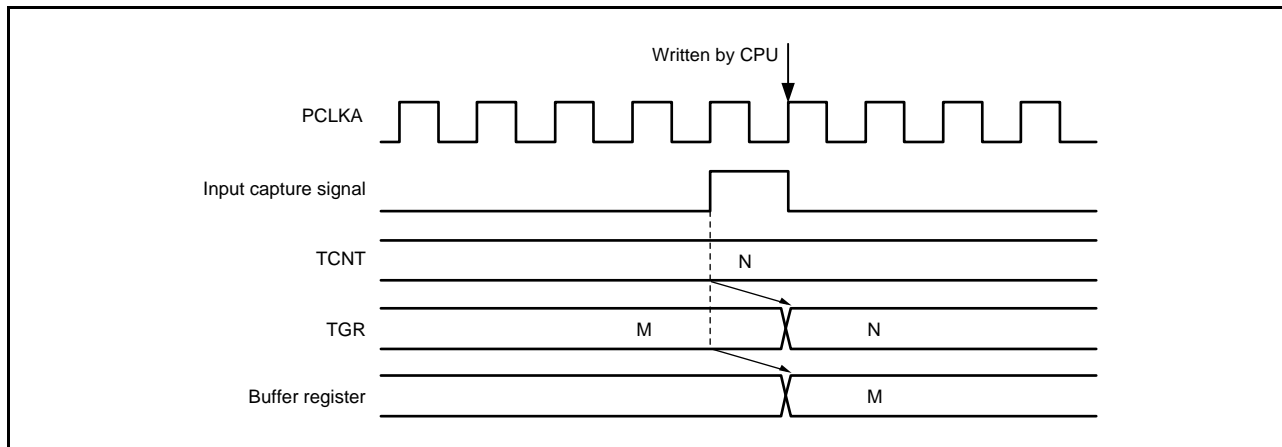 Written by CPU
PCLKA
Input capture signal
TCNT
N
TGR
M
N
Buffer register
M